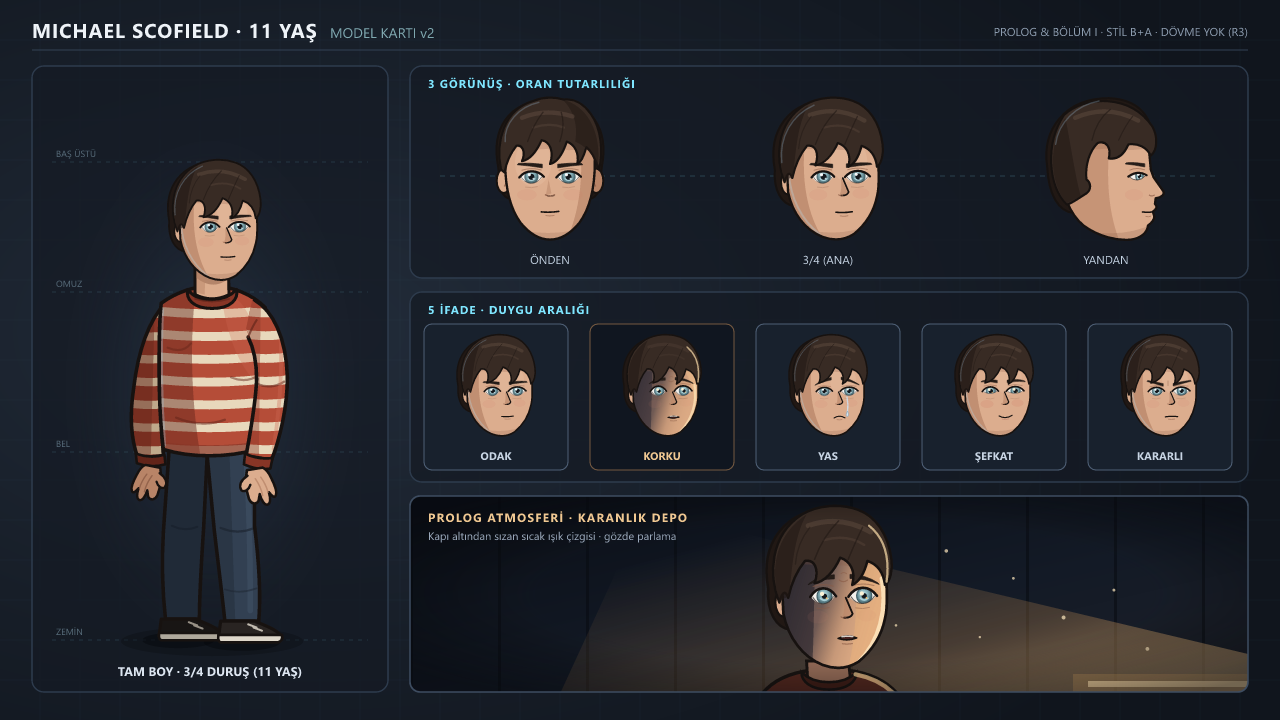 MICHAEL SCOFIELD · 11 YAŞ MODEL KARTI v2
PROLOG & BÖLÜM I · STİL B+A · DÖVME YOK (R3)
BAŞ ÜSTÜ
OMUZ
BEL
ZEMİN
TAM BOY · 3/4 DURUŞ (11 YAŞ)
3 GÖRÜNÜŞ · ORAN TUTARLILIĞI
ÖNDEN
3/4 (ANA)
YANDAN
5 İFADE · DUYGU ARALIĞI
ODAK
KORKU
YAS
ŞEFKAT
KARARLI
PROLOG ATMOSFERİ · KARANLIK DEPO
Kapı altından sızan sıcak ışık çizgisi · gözde parlama